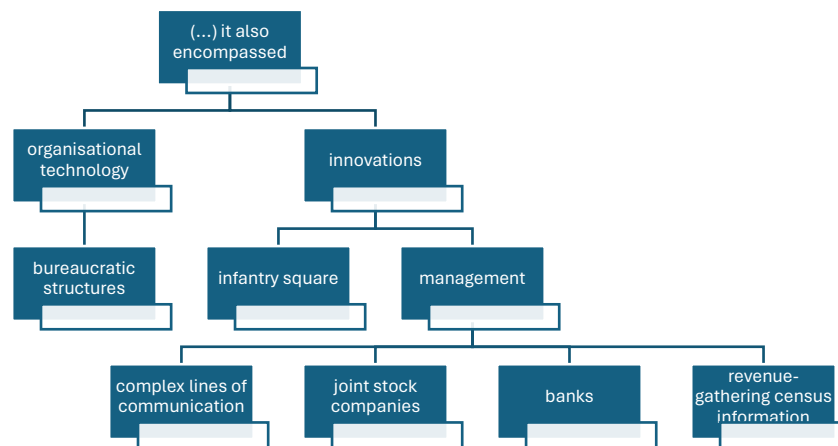 (...) it also
encompassed
organisational
technology
innovations
bureaucratic
structures
infantry square
management
complex lines of
communication
joint stock
companies
banks
revenue-
gathering census
information